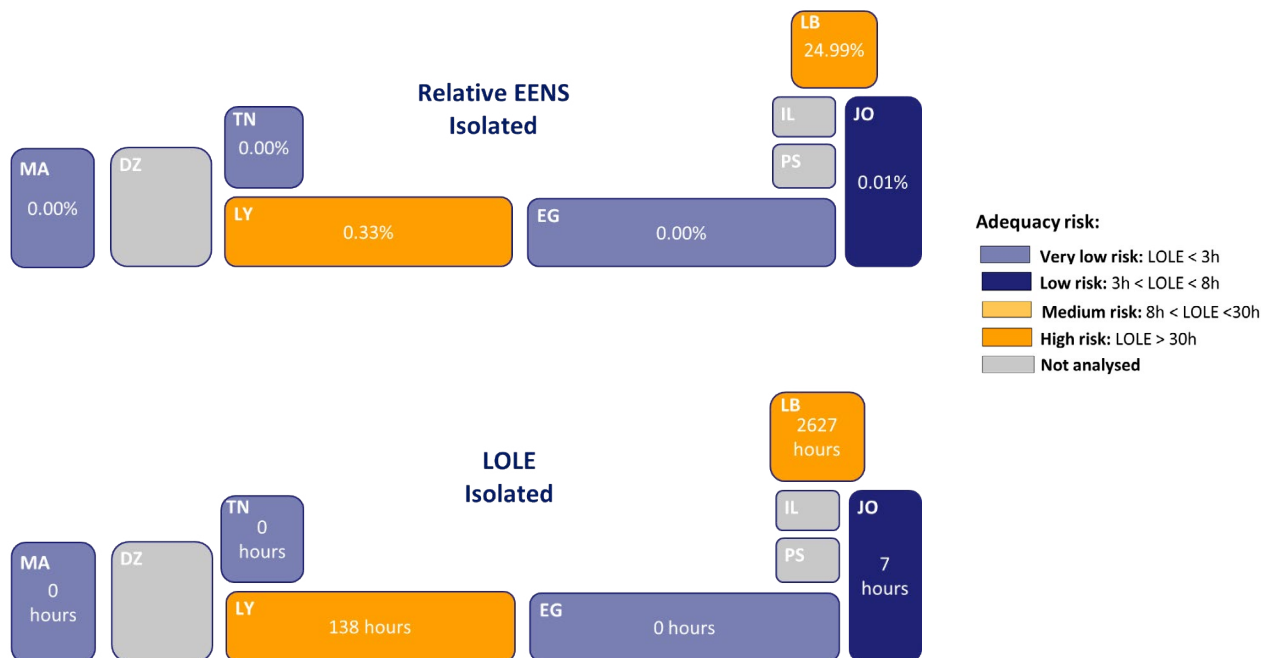 LB
24.99%
Relative EENS
Isolated
TN
0.00%
IL
JO
MA
0.00%
DZ
PS
0.01%
LY
0.33%
EG
0.00%
Adequacy risk:
Very low risk: LOLE < 3h
Low risk: 3h < LOLE < 8h
Medium risk: 8h < LOLE <30h
High risk: LOLE > 30h
Not analysed
LB
2627
hours
LOLE
Isolated
TN
0
hours
IL
JO
MA
0
hours
DZ
PS
7
hours
LY
138 hours
EG
0 hours